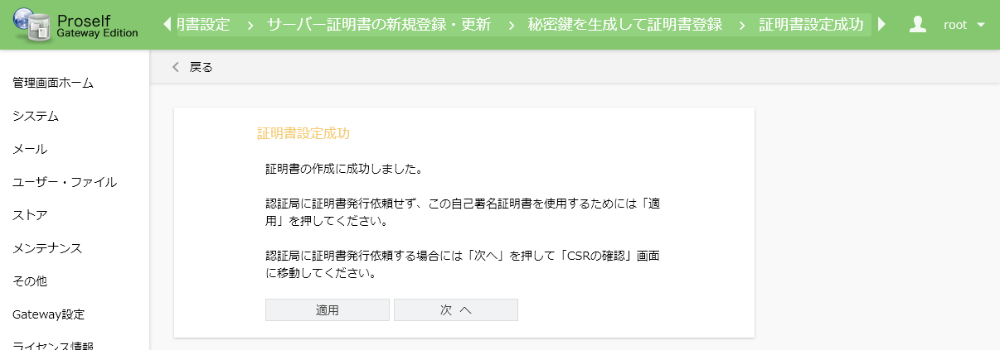 Proself
Gateway Edition
明書設定 > サーバー証明書の新規登録・更新 > 秘密鍵を生成して証明書登録 > 証明書設定成功
root
戻る
管理画面ホーム
システム
メール
ユーザー・ファイル
ストア
メンテナンス
その他
Gateway設定
ライセンス情報
証明書設定成功
証明書の作成に成功しました。
認証局に証明書発行依頼せず、この自己署名証明書を使用するためには「適
用」を押してください。
認証局に証明書発行依頼する場合には「次へ」を押して「CSRの確認」画面
に移動してください。
適用
次 へ